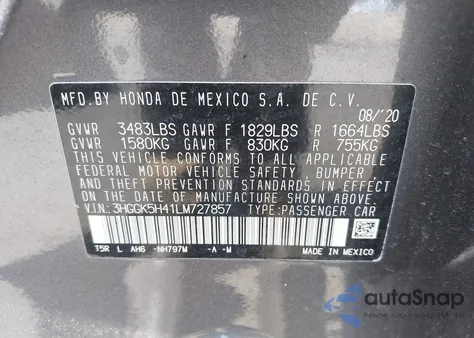 MFD.BY HONDA DE MEXICO S.A. DE C.V.
08/'20
GVWR 3483LBS GAWR F 1829LBS R 1664LBS
GVWR 1580KG GAWR F 830KG R 755KG
THIS VEHICLE CONFORMS TO ALL APPLICABLE
FEDERAL MOTOR VEHICLE SAFETY, BUMPER
AND THEFT PREVENTION STANDARDS IN EFFECT
ON THE DATE OF MANUFACTURE SHOWN ABOVE.
V.I.N.: 3HGGK5H41LM727857 TYPE:PASSENGER CAR
T5R L AH6 -NH797M -A -M MADE IN MEXICO
autoSnap